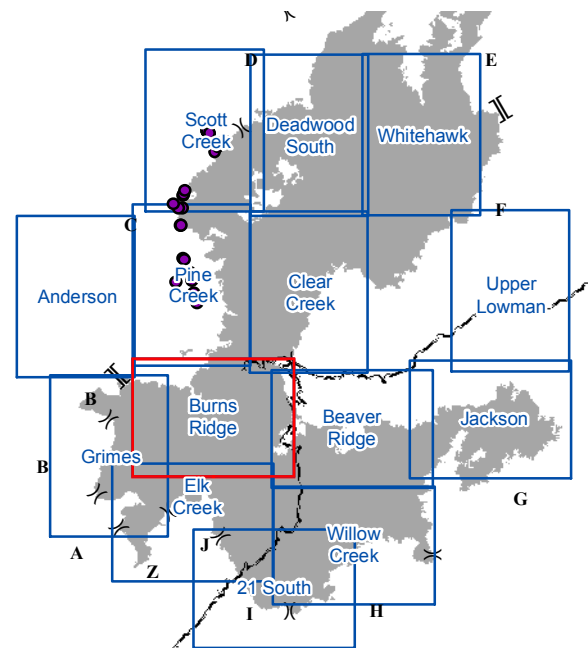 D
E
Scott
Creek
Deadwood
South
Whitehawk
C
F
Anderson
Pine
Creek
Clear
Creek
Upper
Lowman
B
Burns
Ridge
Beaver
Ridge
Jackson
B
Grimes
Elk
Creek
G
A
Z
J
Willow
Creek
21 South
I
H